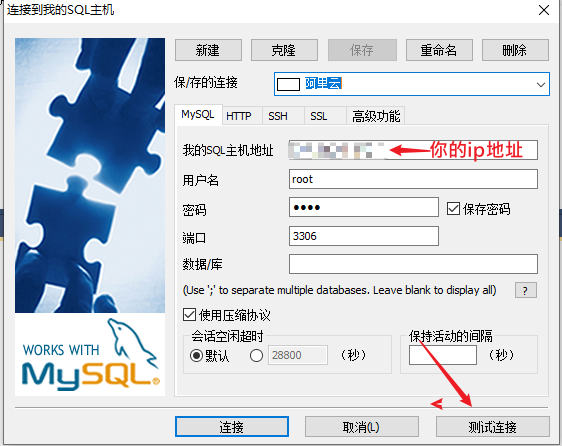 连接到我的SQL主机
新建 克隆 保存 重命名 删除
保/存的连接 阿里云
MySQL HTTP SSH SSL 高级功能
我的SQL主机地址 你的ip地址
用户名 root
密码 •••• 保存密码
端口 3306
数据/库
(Use ';' to separate multiple databases. Leave blank to display all) ?
使用压缩协议
会话空闲超时 保持活动的间隔
默认 28800 （秒） （秒）
WORKS WITH
MySQL®
连接 取消(L) 测试连接